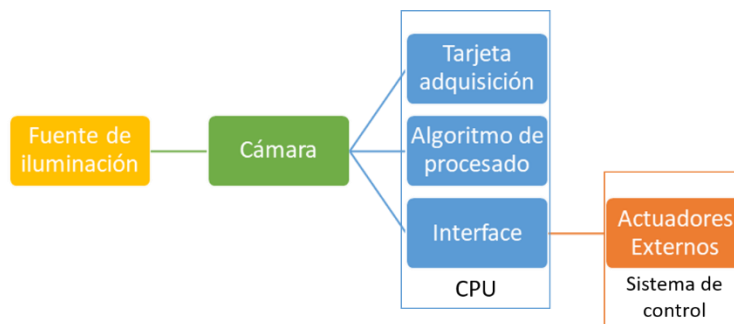 Fuente de
iluminación
Cámara
Tarjeta
adquisición
Algoritmo de
procesado
Interface
CPU
Actuadores
Externos
Sistema de
control